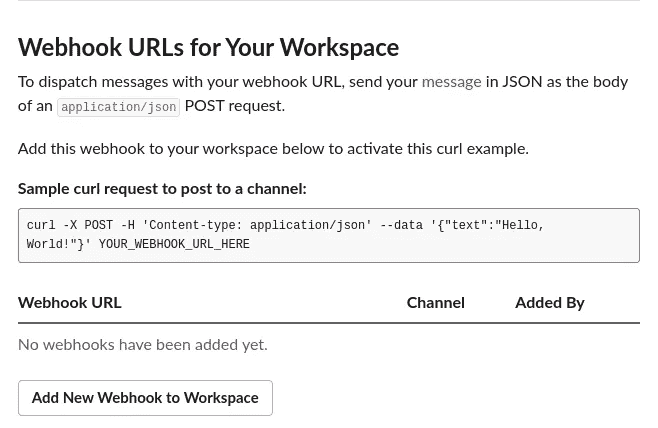 Webhook URLs for Your Workspace
To dispatch messages with your webhook URL, send your message in JSON as the body
of an application/json POST request.
Add this webhook to your workspace below to activate this curl example.
Sample curl request to post to a channel:
curl -X POST -H 'Content-type: application/json' --data '{"text":"Hello,
World!"}' YOUR_WEBHOOK_URL_HERE
Webhook URL Channel Added By
No webhooks have been added yet.
Add New Webhook to Workspace